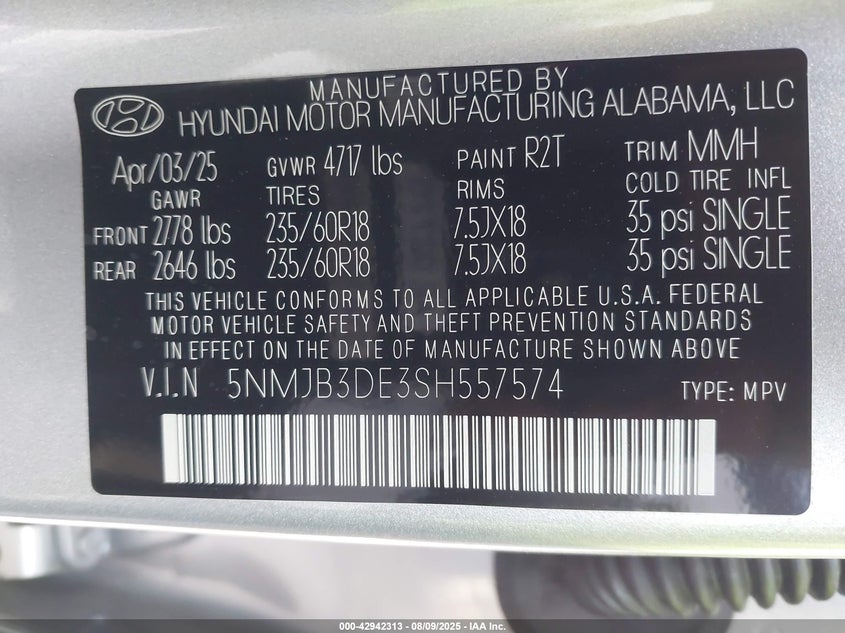 MANUFACTURED BY
HYUNDAI MOTOR MANUFACTURING ALABAMA, LLC
Apr/03/25 GVWR 4717 lbs PAINT R2T TRIM MMH
GAWR TIRES RIMS COLD TIRE INFL
FRONT 2778 lbs 235/60R18 7.5JX18 35 psi SINGLE
REAR 2646 lbs 235/60R18 7.5JX18 35 psi SINGLE
THIS VEHICLE CONFORMS TO ALL APPLICABLE U.S.A. FEDERAL
MOTOR VEHICLE SAFETY AND THEFT PREVENTION STANDARDS
IN EFFECT ON THE DATE OF MANUFACTURE SHOWN ABOVE
V.I.N 5NMJB3DE3SH557574 TYPE: MPV
000-42942313 - 08/09/2025 - IAA Inc.